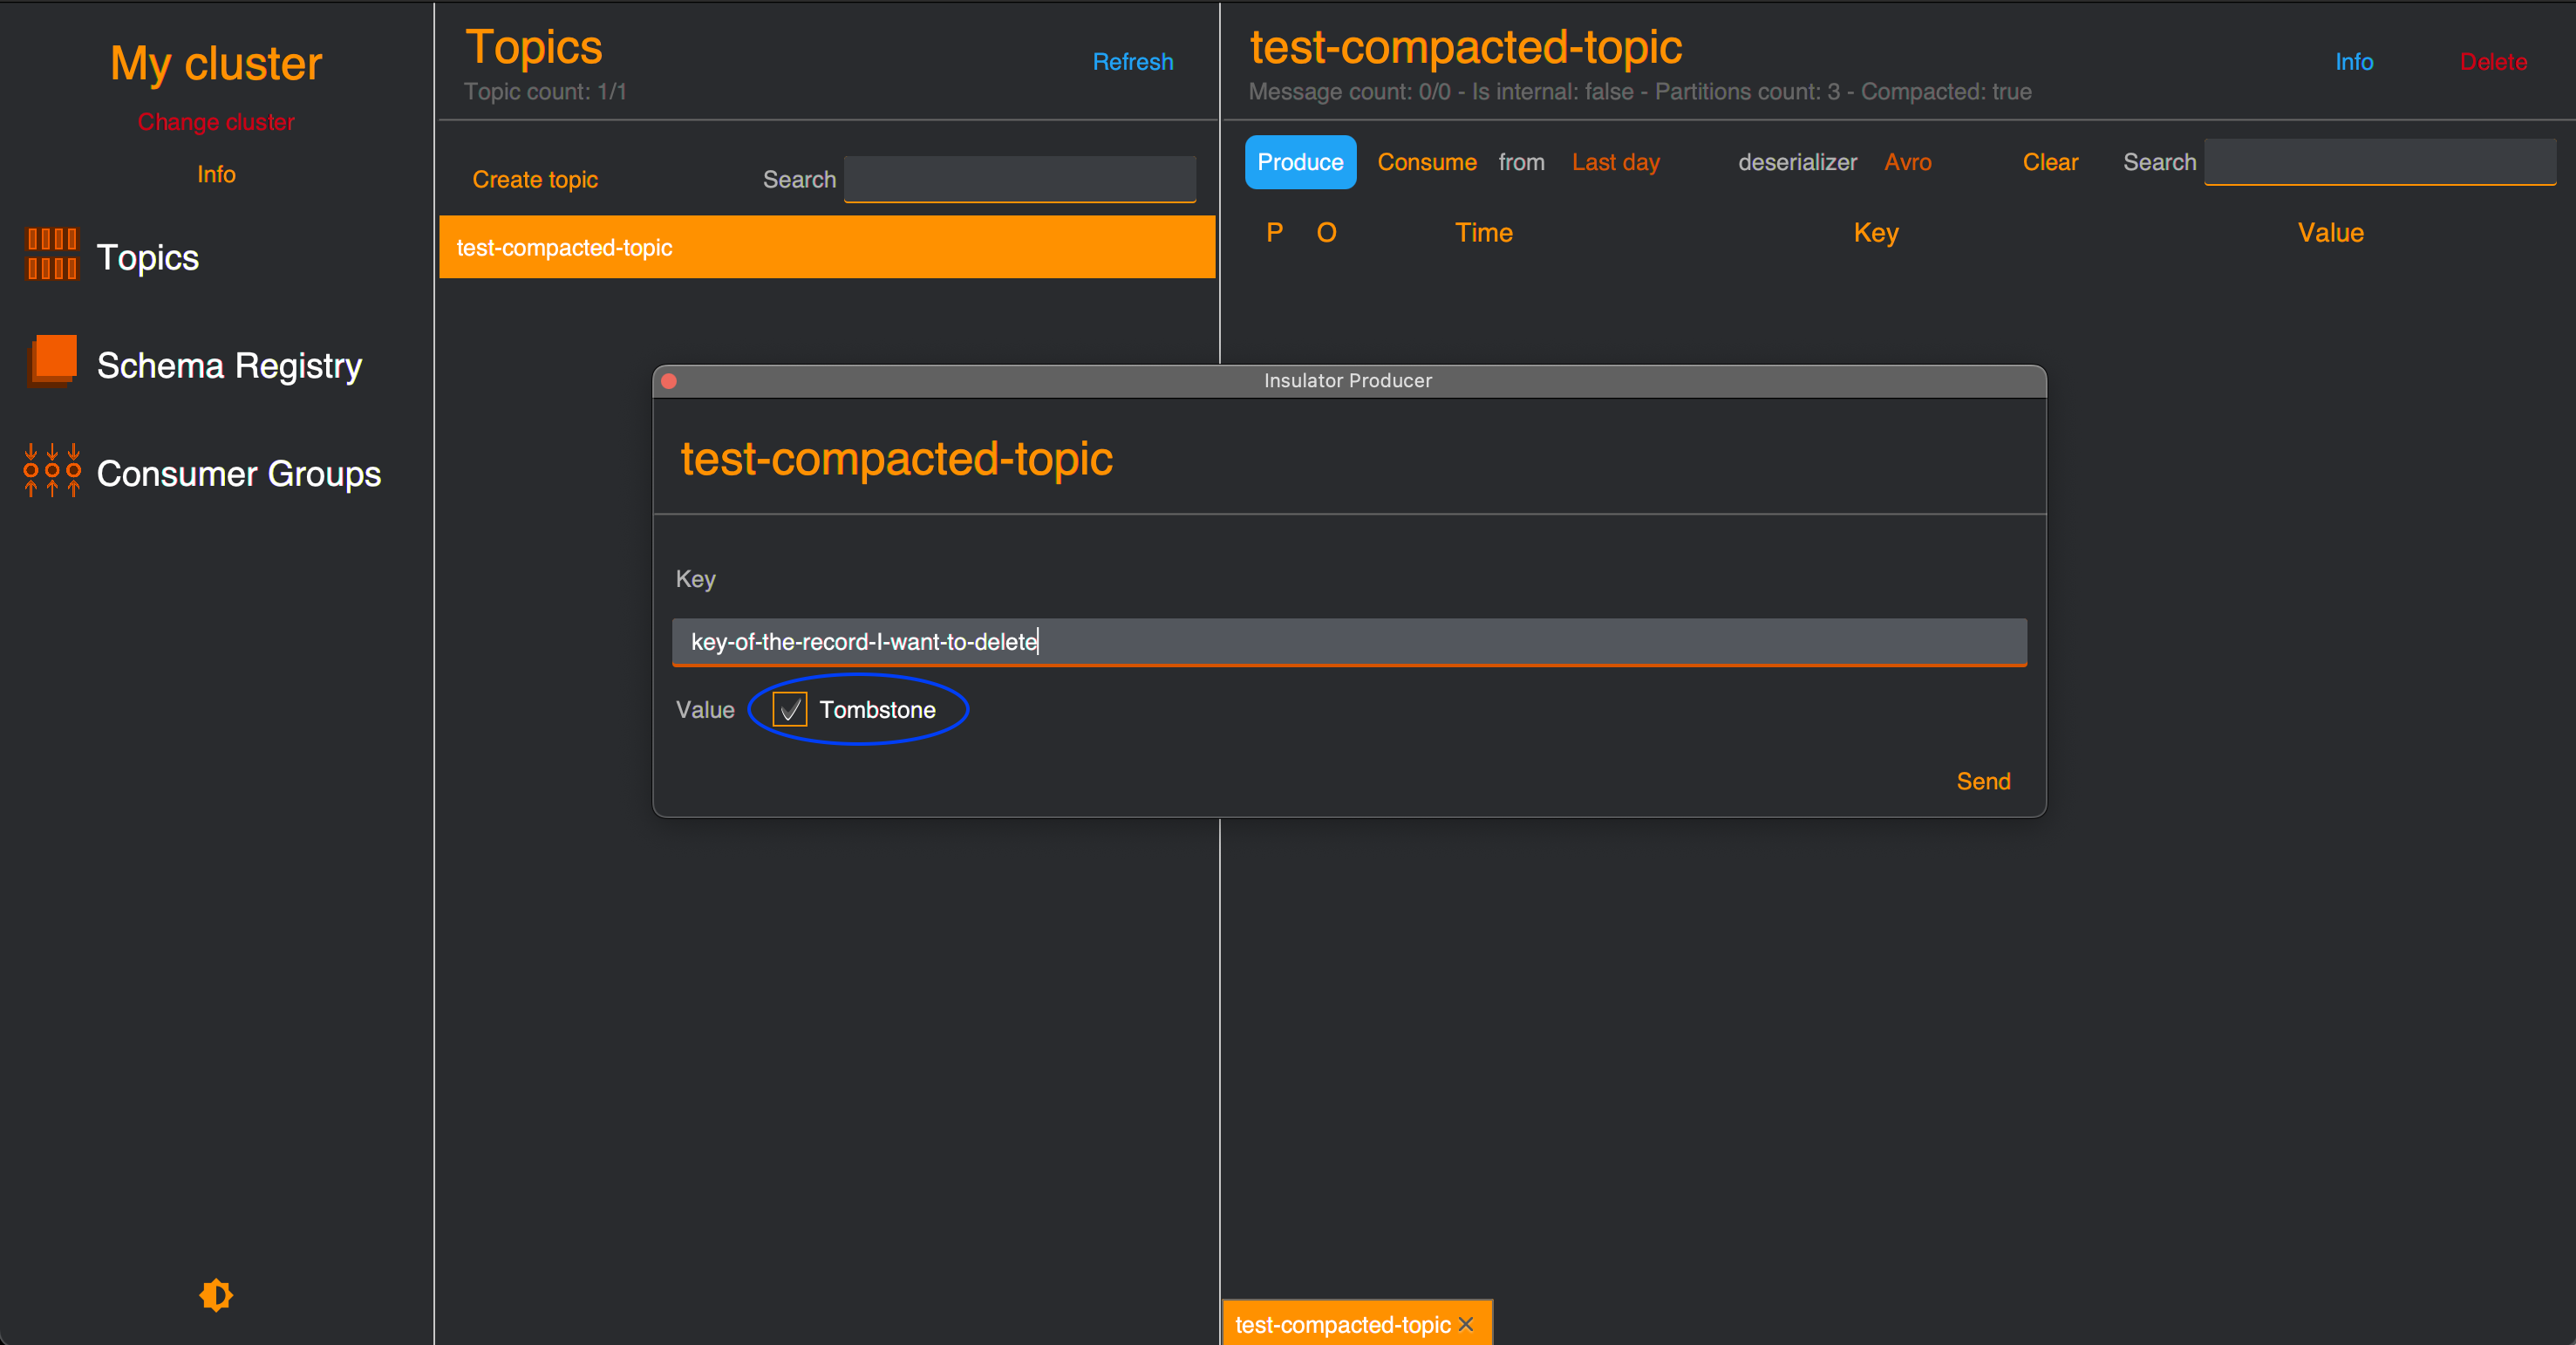 My cluster
Change cluster
Info
Topics
Schema Registry
Consumer Groups
Topics
Refresh
Topic count: 1/1
Create topic Search
test-compacted-topic
test-compacted-topic
Info Delete
Message count: 0/0 - Is internal: false - Partitions count: 3 - Compacted: true
Produce Consume from Last day deserializer Avro Clear Search
P O Time Key Value
Insulator Producer
test-compacted-topic
Key
key-of-the-record-I-want-to-delete
Value Tombstone
Send
test-compacted-topic